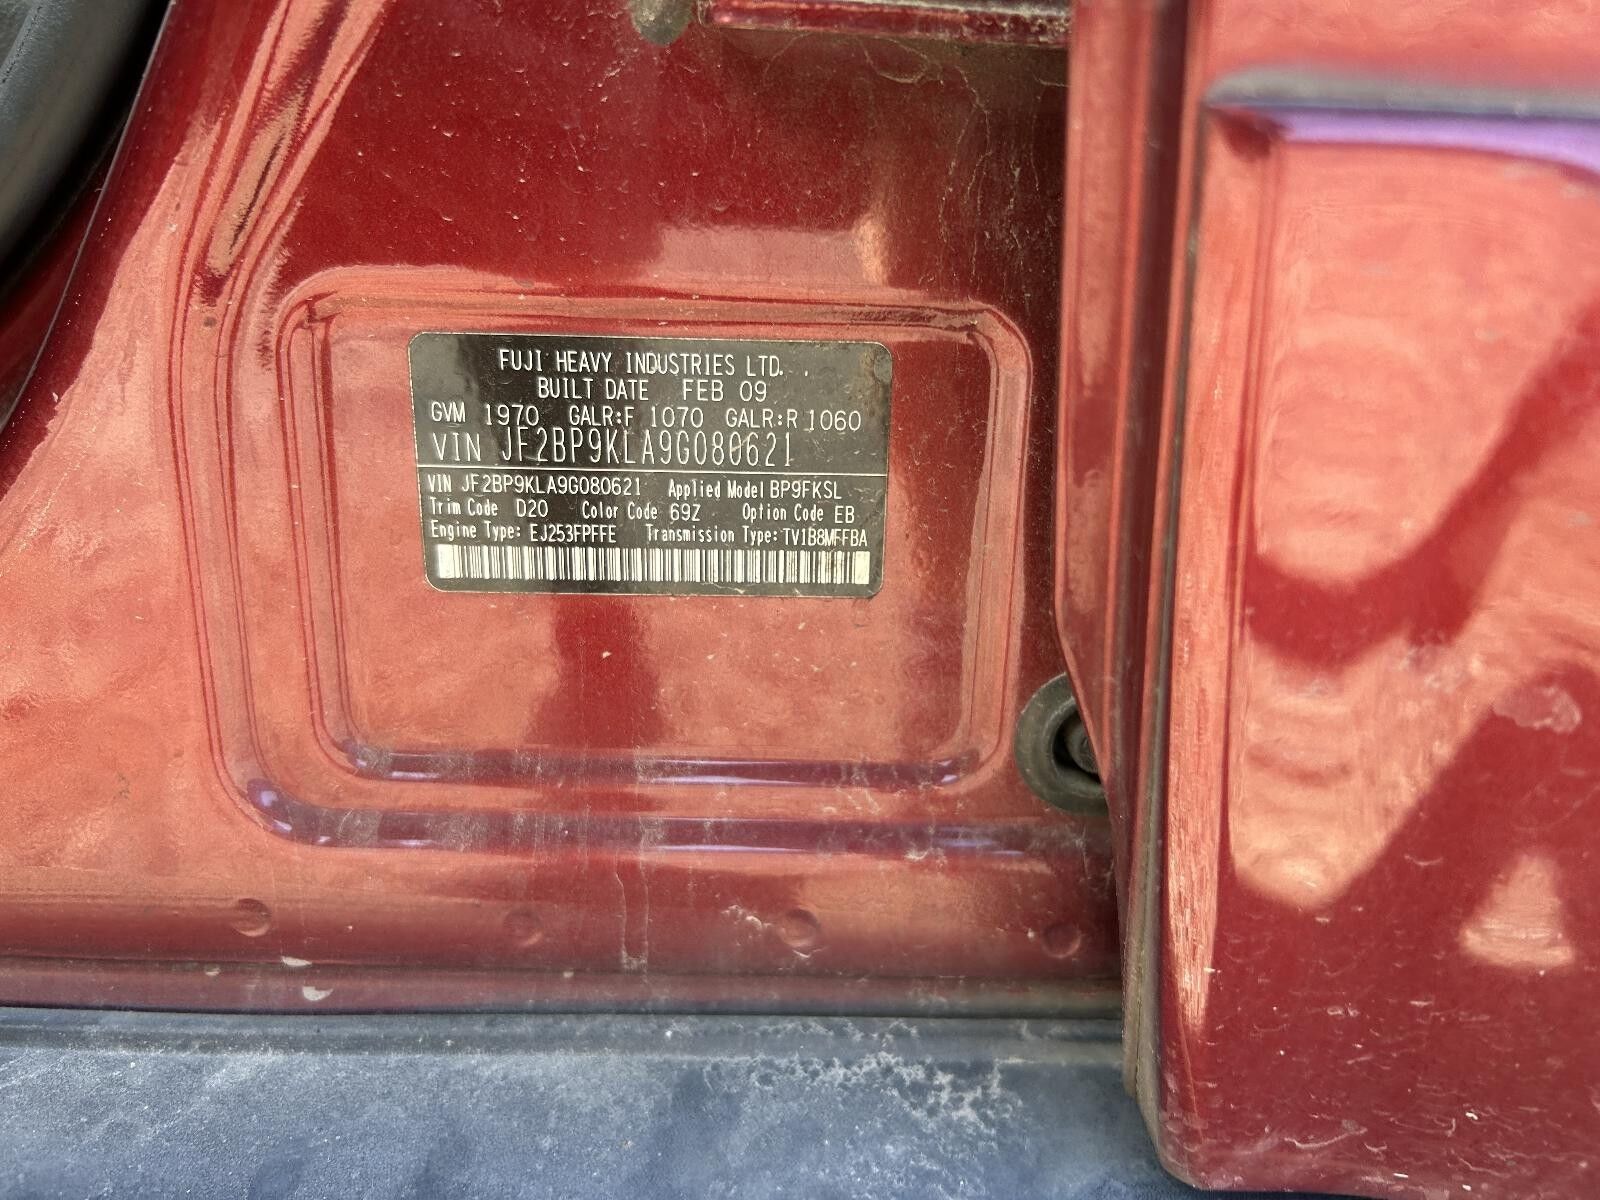 FUJI HEAVY INDUSTRIES LTD.
BUILT DATE FEB 09
GVM 1970 GALR:F 1070 GALR:R 1060
VIN JF2BP9KLA9G080621
VIN JF2BP9KLA9G080621 Applied Model BP9FKSL
Trim Code D20 Color Code 69Z Option Code EB
Engine Type: EJ253FPFFE Transmission Type: TV1B8MFFBA